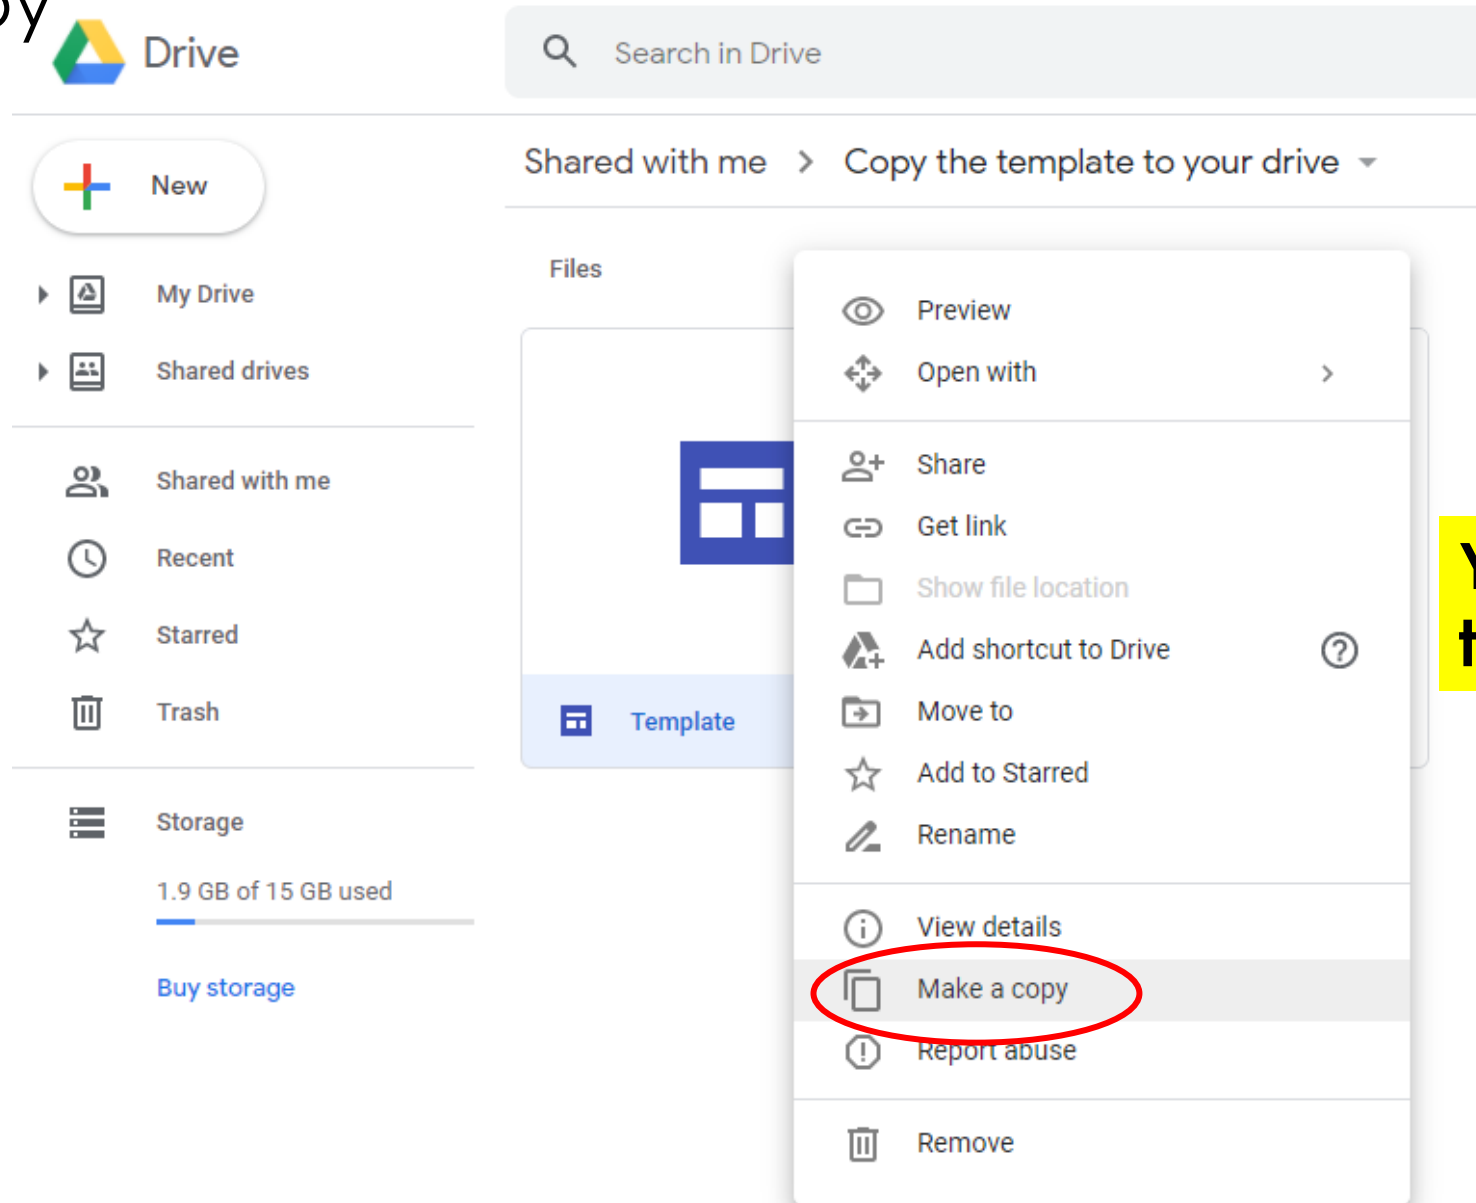 Drive
Search in Drive
New
Shared with me > Copy the template to your drive
My Drive
Shared drives
Shared with me
Recent
Starred
Trash
Storage
1.9 GB of 15 GB used
Buy storage
Files
Template
Preview
Open with
Share
Get link
Show file location
Add shortcut to Drive
Move to
Add to Starred
Rename
View details
Make a copy
Report abuse
Remove